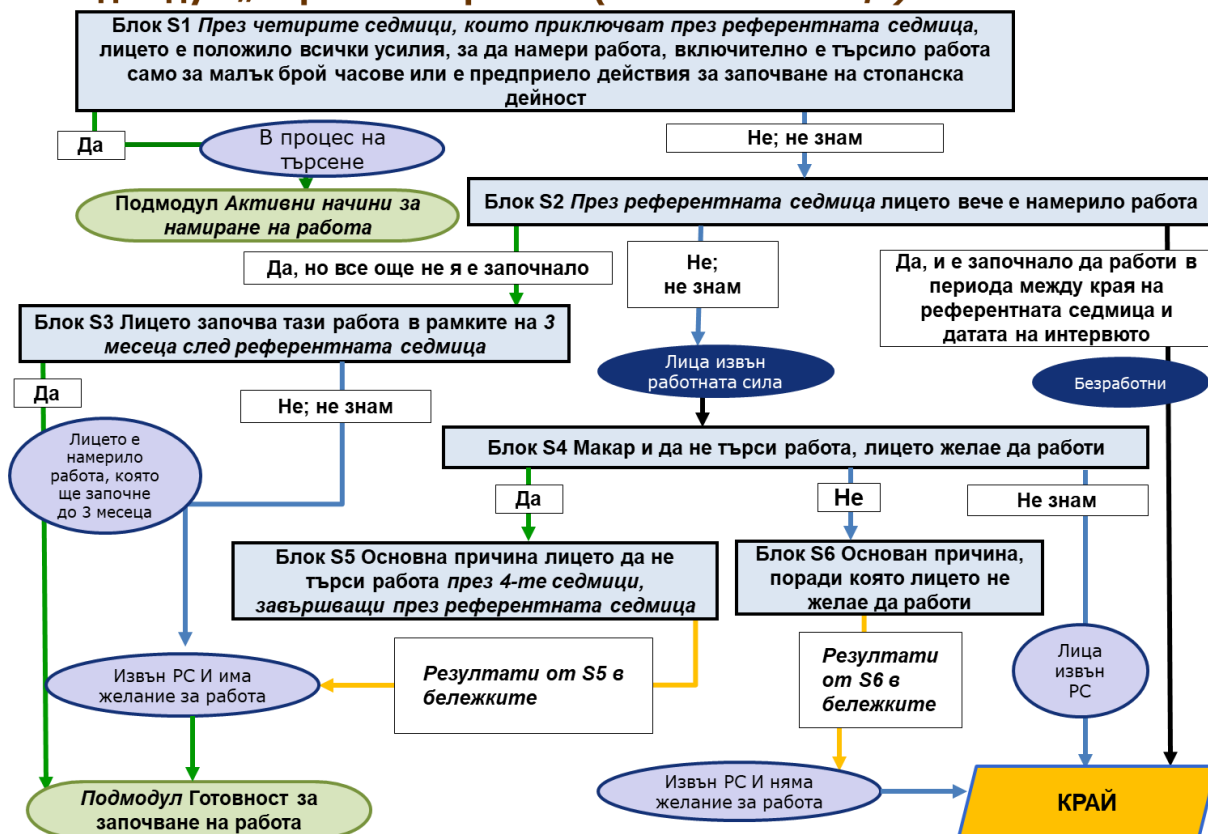 Блок S1 През четирите седмици, които приключват през референтната седмица,
лицето е положило всички усилия, за да намери работа, включително е търсило работа
само за малък брой часове или е предприело действия за започване на стопанска
дейност
Да
В процес на
търсене
Не; не знам
Подмодул Активни начини за
намиране на работа
Блок S2 През референтната седмица лицето вече е намерило работа
Да, но все още не я е започнало
Не;
не знам
Да, и е започнало да работи в
периода между края на
референтната седмица и
датата на интервюто
Блок S3 Лицето започва тази работа в рамките на 3
месеца след референтната седмица
Лица извън
работната сила
Безработни
Да
Не; не знам
Лицето е
намерило
работа, която
ще започне
до 3 месеца
Блок S4 Макар и да не търси работа, лицето желае да работи
Да
Не
Не знам
Блок S5 Основна причина лицето да не
търси работа през 4-те седмици,
завършващи през референтната седмица
Блок S6 Основан причина,
поради която лицето не
желае да работи
Извън РС И има
желание за работа
Резултати от S5 в
бележките
Резултати
от S6 в
бележките
Лица
извън
РС
Подмодул Готовност за
започване на работа
Извън РС И няма
желание за работа
КРАЙ